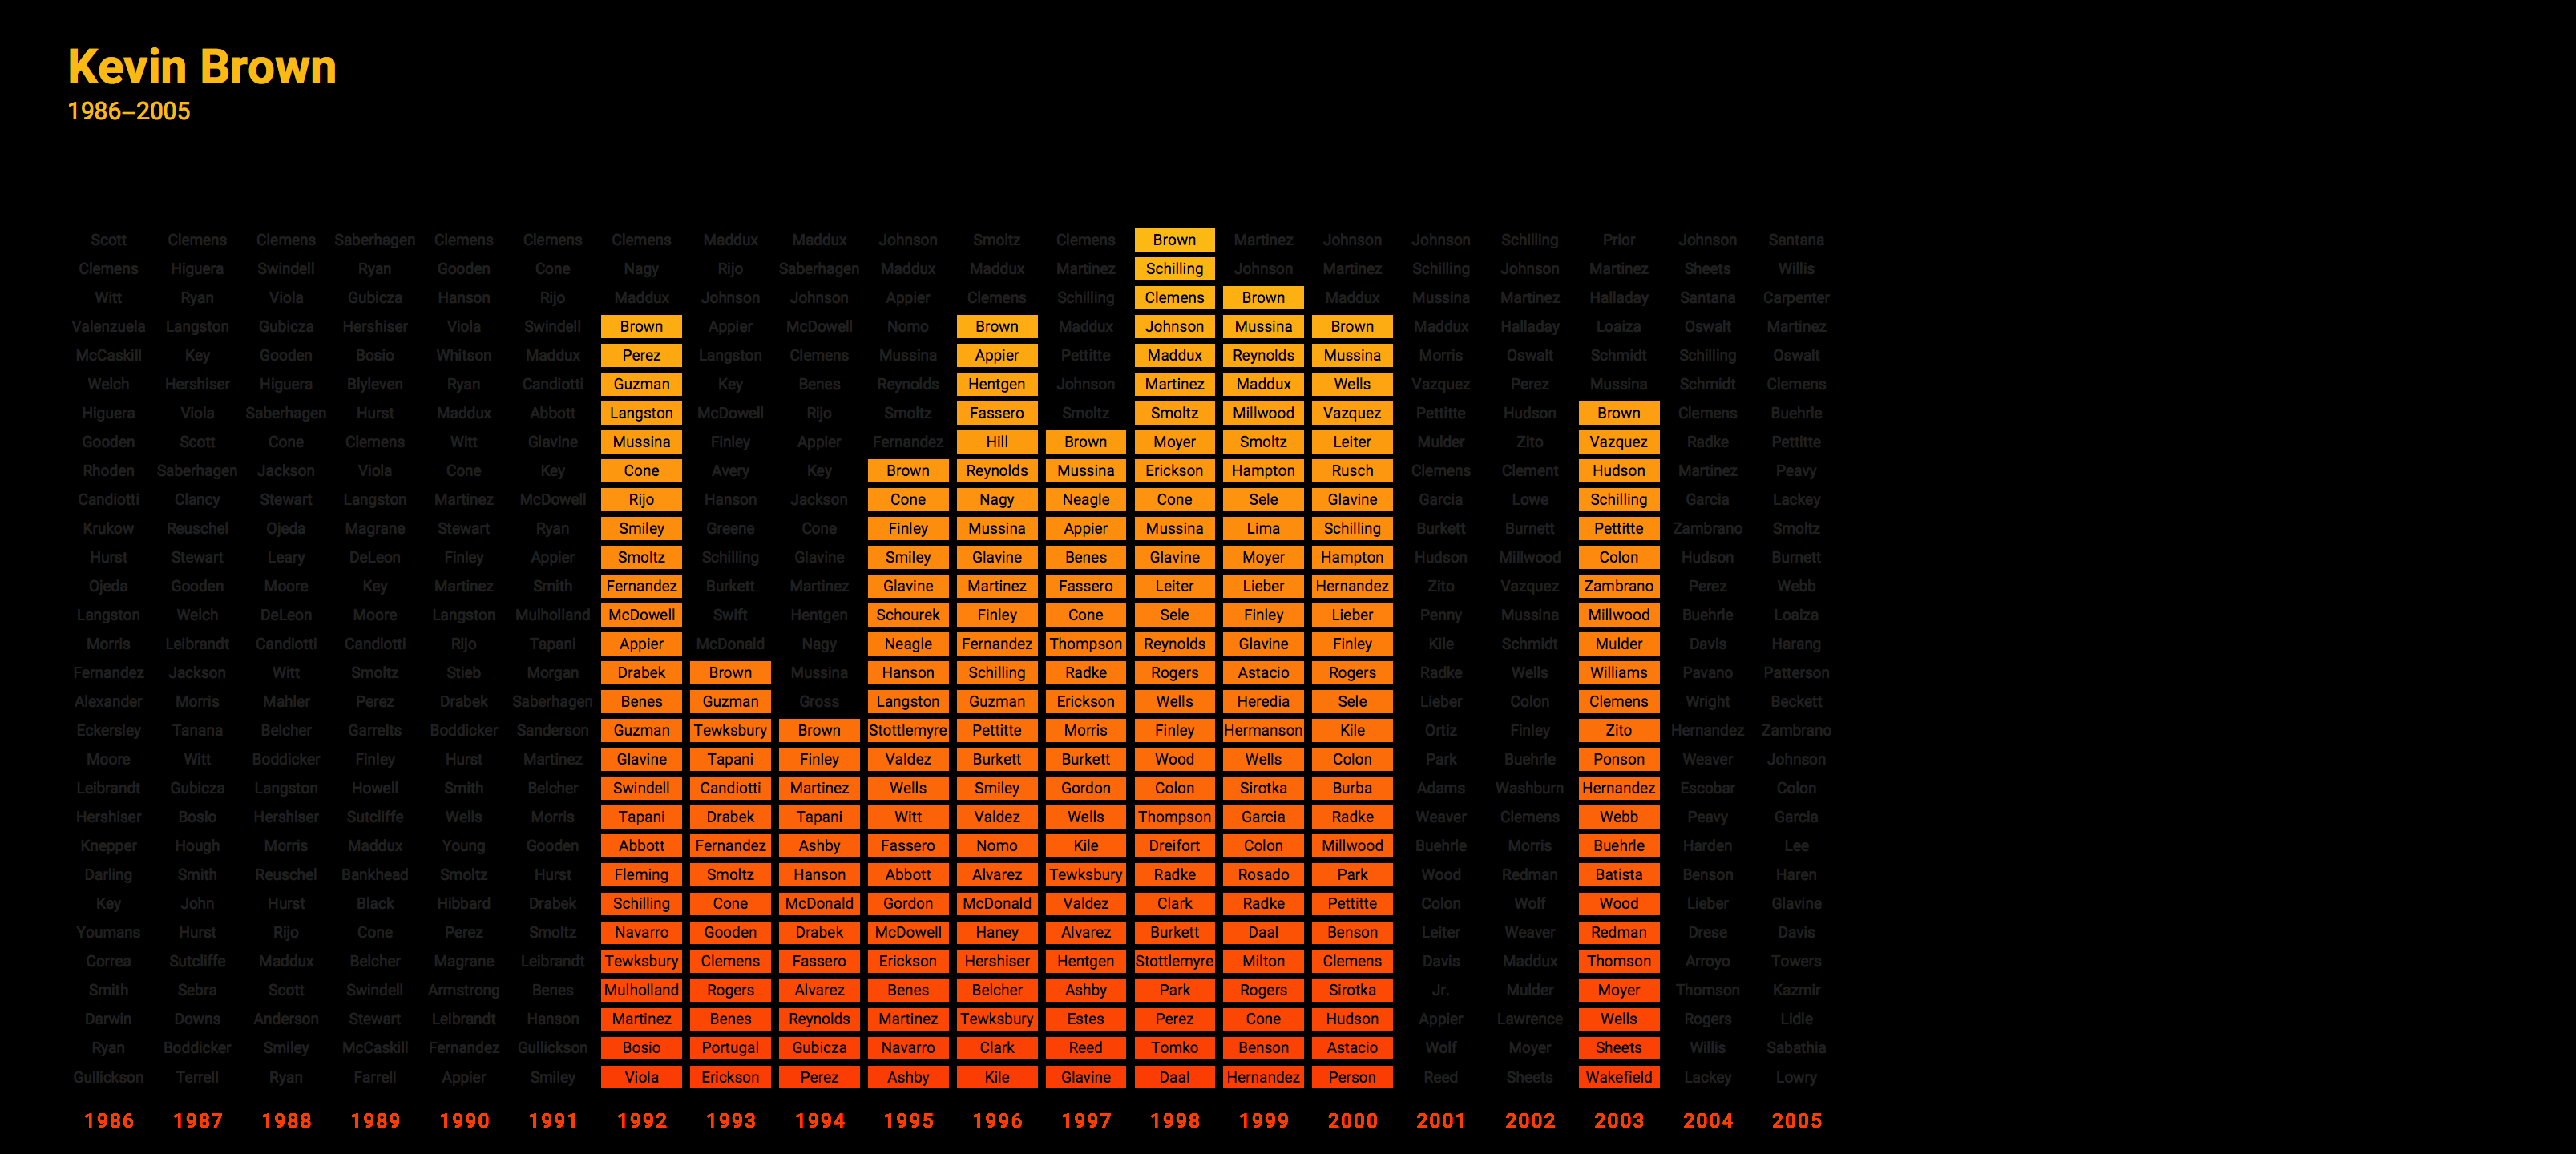 Kevin Brown
1986–2005
Scott Clemens Clemens Saberhagen Clemens Clemens Clemens Maddux Maddux Johnson Smoltz Clemens Brown Martinez Johnson Johnson Schilling Prior Johnson Santana
Clemens Higuera Swindell Ryan Gooden Cone Nagy Rijo Saberhagen Maddux Maddux Martinez Schilling Johnson Martinez Schilling Johnson Martinez Sheets Willis
Witt Ryan Viola Gubicza Hanson Rijo Maddux Johnson Johnson Appier Clemens Schilling Clemens Brown Maddux Mussina Martinez Halladay Santana Carpenter
Valenzuela Langston Gubicza Hershiser Viola Swindell Brown Appier McDowell Nomo Brown Maddux Johnson Mussina Brown Maddux Halladay Loaiza Oswalt Martinez
McCaskill Key Gooden Bosio Whitson Maddux Perez Langston Clemens Mussina Appier Pettitte Maddux Reynolds Mussina Morris Oswalt Schmidt Schilling Oswalt
Welch Hershiser Higuera Blyleven Ryan Candiotti Guzman Key Benes Reynolds Hentgen Johnson Martinez Maddux Wells Vazquez Perez Mussina Schmidt Clemens
Higuera Viola Saberhagen Hurst Maddux Abbott Langston McDowell Rijo Smoltz Fassero Smoltz Smoltz Millwood Vazquez Pettitte Hudson Brown Clemens Buehrle
Gooden Scott Cone Clemens Witt Glavine Mussina Finley Appier Fernandez Hill Brown Moyer Smoltz Leiter Mulder Zito Vazquez Radke Pettitte
Rhoden Saberhagen Jackson Viola Cone Key Cone Avery Key Brown Reynolds Mussina Erickson Hampton Rusch Clemens Clement Hudson Martinez Peavy
Candiotti Clancy Stewart Langston Martinez McDowell Rijo Hanson Jackson Cone Nagy Neagle Cone Sele Glavine Garcia Lowe Schilling Garcia Lackey
Krukow Reuschel Ojeda Magrane Stewart Ryan Smiley Greene Cone Finley Mussina Appier Mussina Lima Schilling Burkett Burnett Pettitte Zambrano Smoltz
Hurst Stewart Leary DeLeon Finley Appier Smoltz Schilling Glavine Smiley Glavine Benes Glavine Moyer Hampton Hudson Millwood Colon Hudson Burnett
Ojeda Gooden Moore Key Martinez Smith Fernandez Burkett Martinez Glavine Martinez Fassero Leiter Lieber Hernandez Zito Vazquez Zambrano Perez Webb
Langston Welch DeLeon Moore Langston Mulholland McDowell Swift Hentgen Schourek Finley Cone Sele Finley Lieber Penny Mussina Millwood Buehrle Loaiza
Morris Leibrandt Candiotti Candiotti Rijo Tapani Appier McDonald Nagy Neagle Fernandez Thompson Reynolds Glavine Finley Kile Schmidt Mulder Davis Harang
Fernandez Jackson Witt Smoltz Stieb Morgan Drabek Brown Mussina Hanson Schilling Radke Rogers Astacio Rogers Radke Wells Williams Pavano Patterson
Alexander Morris Mahler Perez Drabek Saberhagen Benes Guzman Gross Langston Guzman Erickson Wells Heredia Sele Lieber Colon Clemens Wright Beckett
Eckersley Tanana Belcher Garrelts Boddicker Sanderson Guzman Tewksbury Brown Stottlemyre Pettitte Morris Finley Hermanson Kile Ortiz Finley Zito Hernandez Zambrano
Moore Witt Boddicker Finley Hurst Martinez Glavine Tapani Finley Valdez Burkett Burkett Wood Wells Colon Park Buehrle Ponson Weaver Johnson
Leibrandt Gubicza Langston Howell Smith Belcher Swindell Candiotti Martinez Wells Smiley Gordon Colon Sirotka Burba Adams Washburn Hernandez Escobar Colon
Hershiser Bosio Hershiser Sutcliffe Wells Morris Tapani Drabek Tapani Witt Valdez Wells Thompson Garcia Radke Weaver Clemens Webb Peavy Garcia
Knepper Hough Morris Maddux Young Gooden Abbott Fernandez Ashby Fassero Nomo Kile Dreifort Colon Millwood Buehrle Morris Buehrle Harden Lee
Darling Smith Reuschel Bankhead Smoltz Hurst Fleming Smoltz Hanson Abbott Alvarez Tewksbury Radke Rosado Park Wood Redman Batista Benson Haren
Key John Hurst Black Hibbard Drabek Schilling Cone McDonald Gordon McDonald Valdez Clark Radke Pettitte Colon Wolf Wood Lieber Glavine
Youmans Hurst Rijo Cone Perez Smoltz Navarro Gooden Drabek McDowell Haney Alvarez Burkett Daal Benson Leiter Weaver Redman Drese Davis
Correa Sutcliffe Maddux Belcher Magrane Leibrandt Tewksbury Clemens Fassero Erickson Hershiser Hentgen Stottlemyre Milton Clemens Davis Maddux Thomson Arroyo Towers
Smith Sebra Scott Swindell Armstrong Benes Mulholland Rogers Alvarez Benes Belcher Ashby Park Rogers Sirotka Jr. Mulder Moyer Thomson Kazmir
Darwin Downs Anderson Stewart Leibrandt Hanson Martinez Benes Reynolds Martinez Tewksbury Estes Perez Cone Hudson Appier Lawrence Wells Rogers Lidle
Ryan Boddicker Smiley McCaskill Fernandez Gullickson Bosio Portugal Gubicza Navarro Clark Reed Tomko Benson Astacio Wolf Moyer Sheets Willis Sabathia
Gullickson Terrell Ryan Farrell Appier Smiley Viola Erickson Perez Ashby Kile Glavine Daal Hernandez Person Reed Sheets Wakefield Lackey Lowry
1986 1987 1988 1989 1990 1991 1992 1993 1994 1995 1996 1997 1998 1999 2000 2001 2002 2003 2004 2005